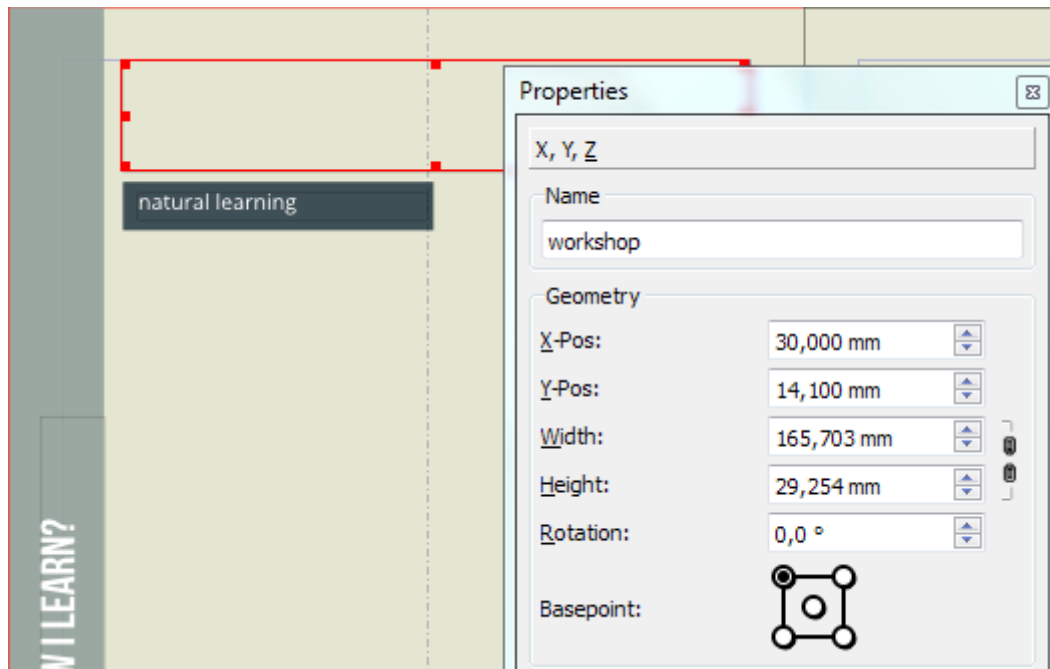 Properties
X, Y, Z
natural learning
Name
workshop
Geometry
X-Pos: 30,000 mm
Y-Pos: 14,100 mm
Width: 165,703 mm
Height: 29,254 mm
Rotation: 0,0 °
Basepoint:
W I LEARN?